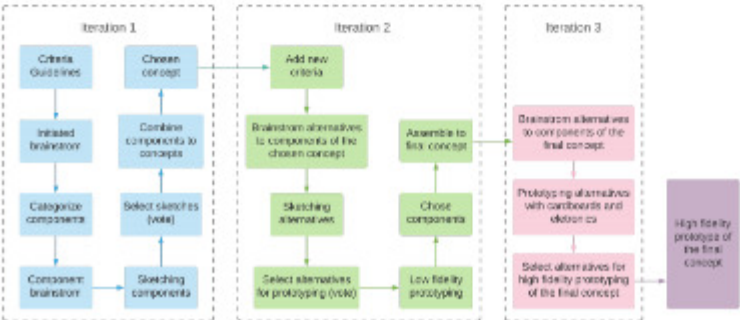 Iteration 1
Criteria
Guidelines
Initiated
brainstrom
Categorize
components
Component
brainstrom
Sketching
components
Select sketches
(vote)
Combine
components to
concepts
Chosen
concept
Iteration 2
Add new
criteria
Brainstrom alternatives
to components of the
chosen concept
Sketching
alternatives
Select alternatives
for prototyping (vote)
Low fidelity
prototyping
Chose
components
Assemble to
final concept
Iteration 3
Brainstrom alternatives
to components of the
final concept
Prototyping alternatives
with cardboards and
eletronics
Select alternatives for
high fidelity prototyping
of the final concept
High fidelity
prototype of
the final
concept